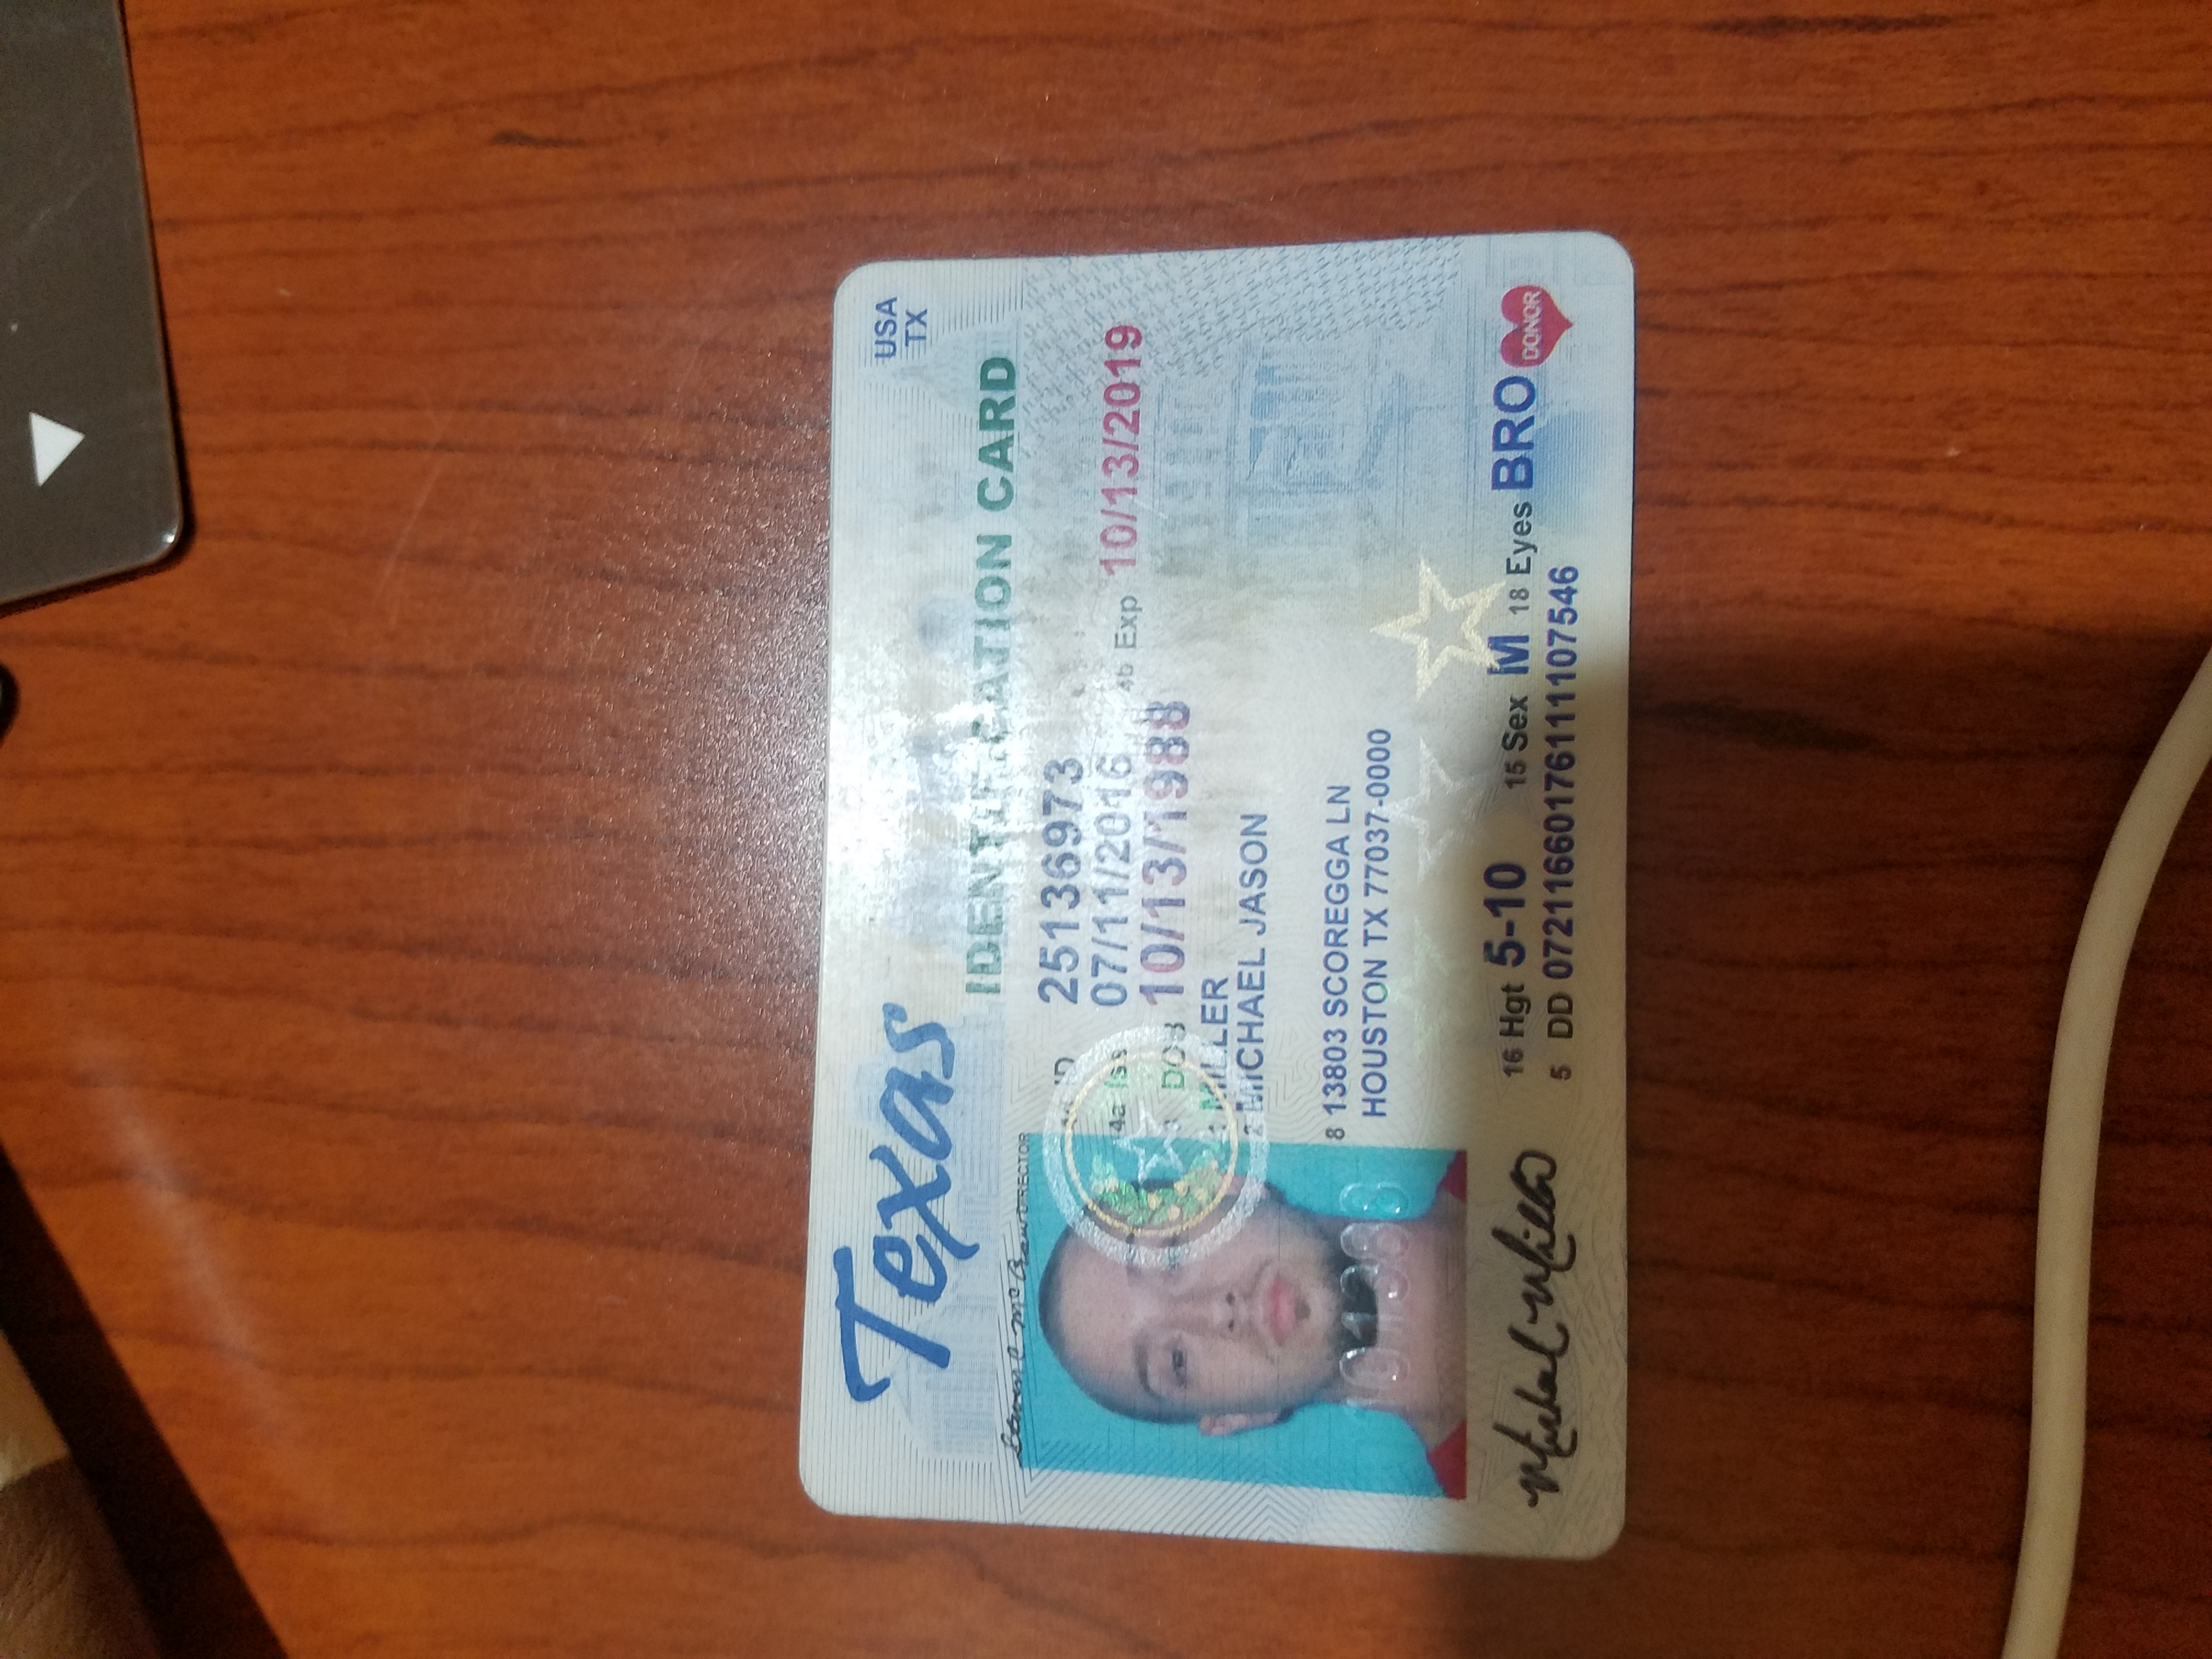 Texas
USA
TX
IDENTIFICATION CARD
Steven C McCraw DIRECTOR
4d ID 25136973
4a Iss 07/11/2016 4b Exp 10/13/2019
3 DOB 10/13/1988
1 MILLER
2 MICHAEL JASON
8 13803 SCOREGGA LN
HOUSTON TX 77037-0000
16 Hgt 5-10 15 Sex M 18 Eyes BRO DONOR
5 DD 07211660176111107546
Michael Miller